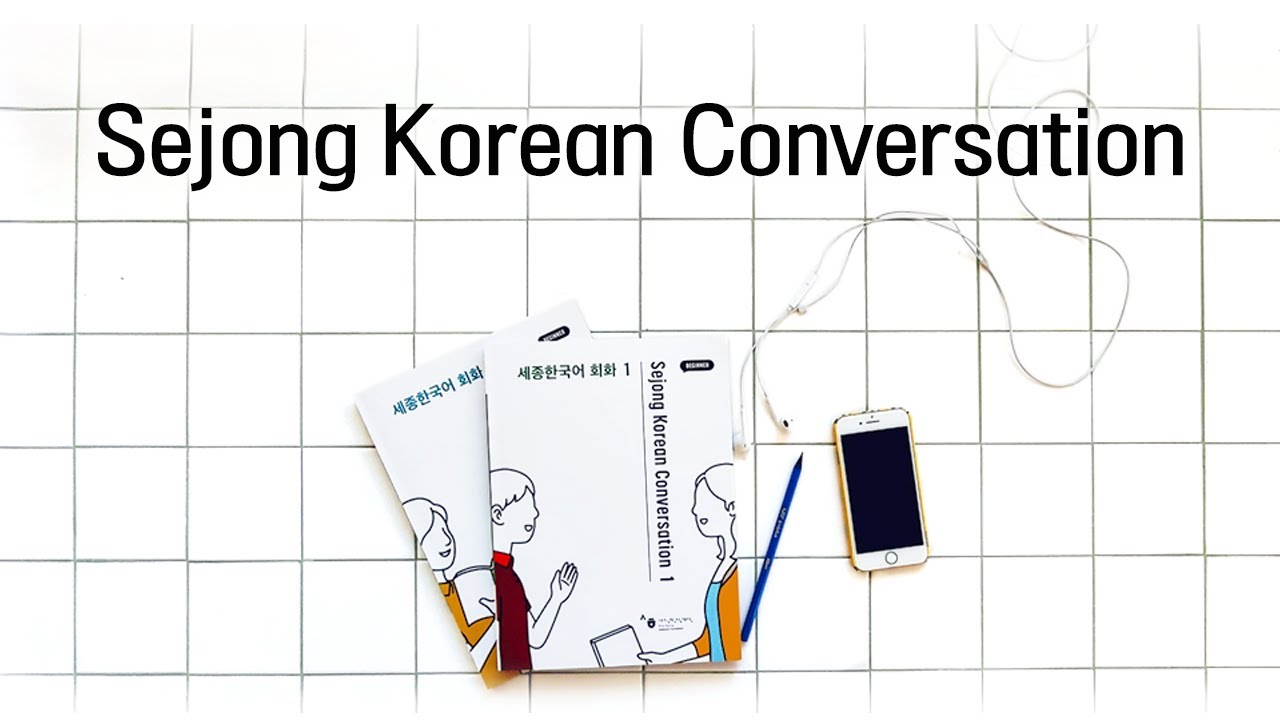 Sejong Korean Conversation
BEGINNER
세종한국어 회화
세종한국어 회화 1
BEGINNER
Sejong Korean Conversation 1